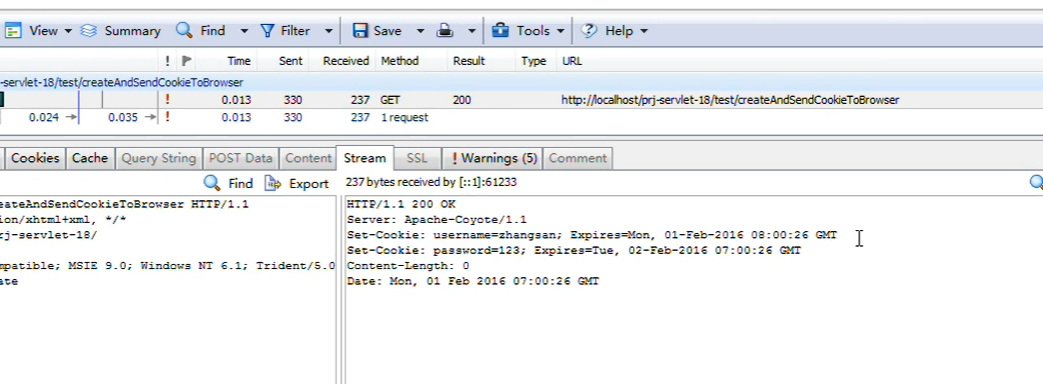 View Summary Find Filter Save Tools Help
! Time Sent Received Method Result Type URL
-servlet-18/test/createAndSendCookieToBrowser
! 0.013 330 237 GET 200 http://localhost/prj-servlet-18/test/createAndSendCookieToBrowser
0.024 0.035 ! 0.013 330 237 1 request
Cookies Cache Query String POST Data Content Stream SSL ! Warnings (5) Comment
Find Export 237 bytes received by [::1]:61233
eateAndSendCookieToBrowser HTTP/1.1
ion/xhtml+xml, */*
rj-servlet-18/
mpatible; MSIE 9.0; Windows NT 6.1; Trident/5.0
ate
HTTP/1.1 200 OK
Server: Apache-Coyote/1.1
Set-Cookie: username=zhangsan; Expires=Mon, 01-Feb-2016 08:00:26 GMT
Set-Cookie: password=123; Expires=Tue, 02-Feb-2016 07:00:26 GMT
Content-Length: 0
Date: Mon, 01 Feb 2016 07:00:26 GMT